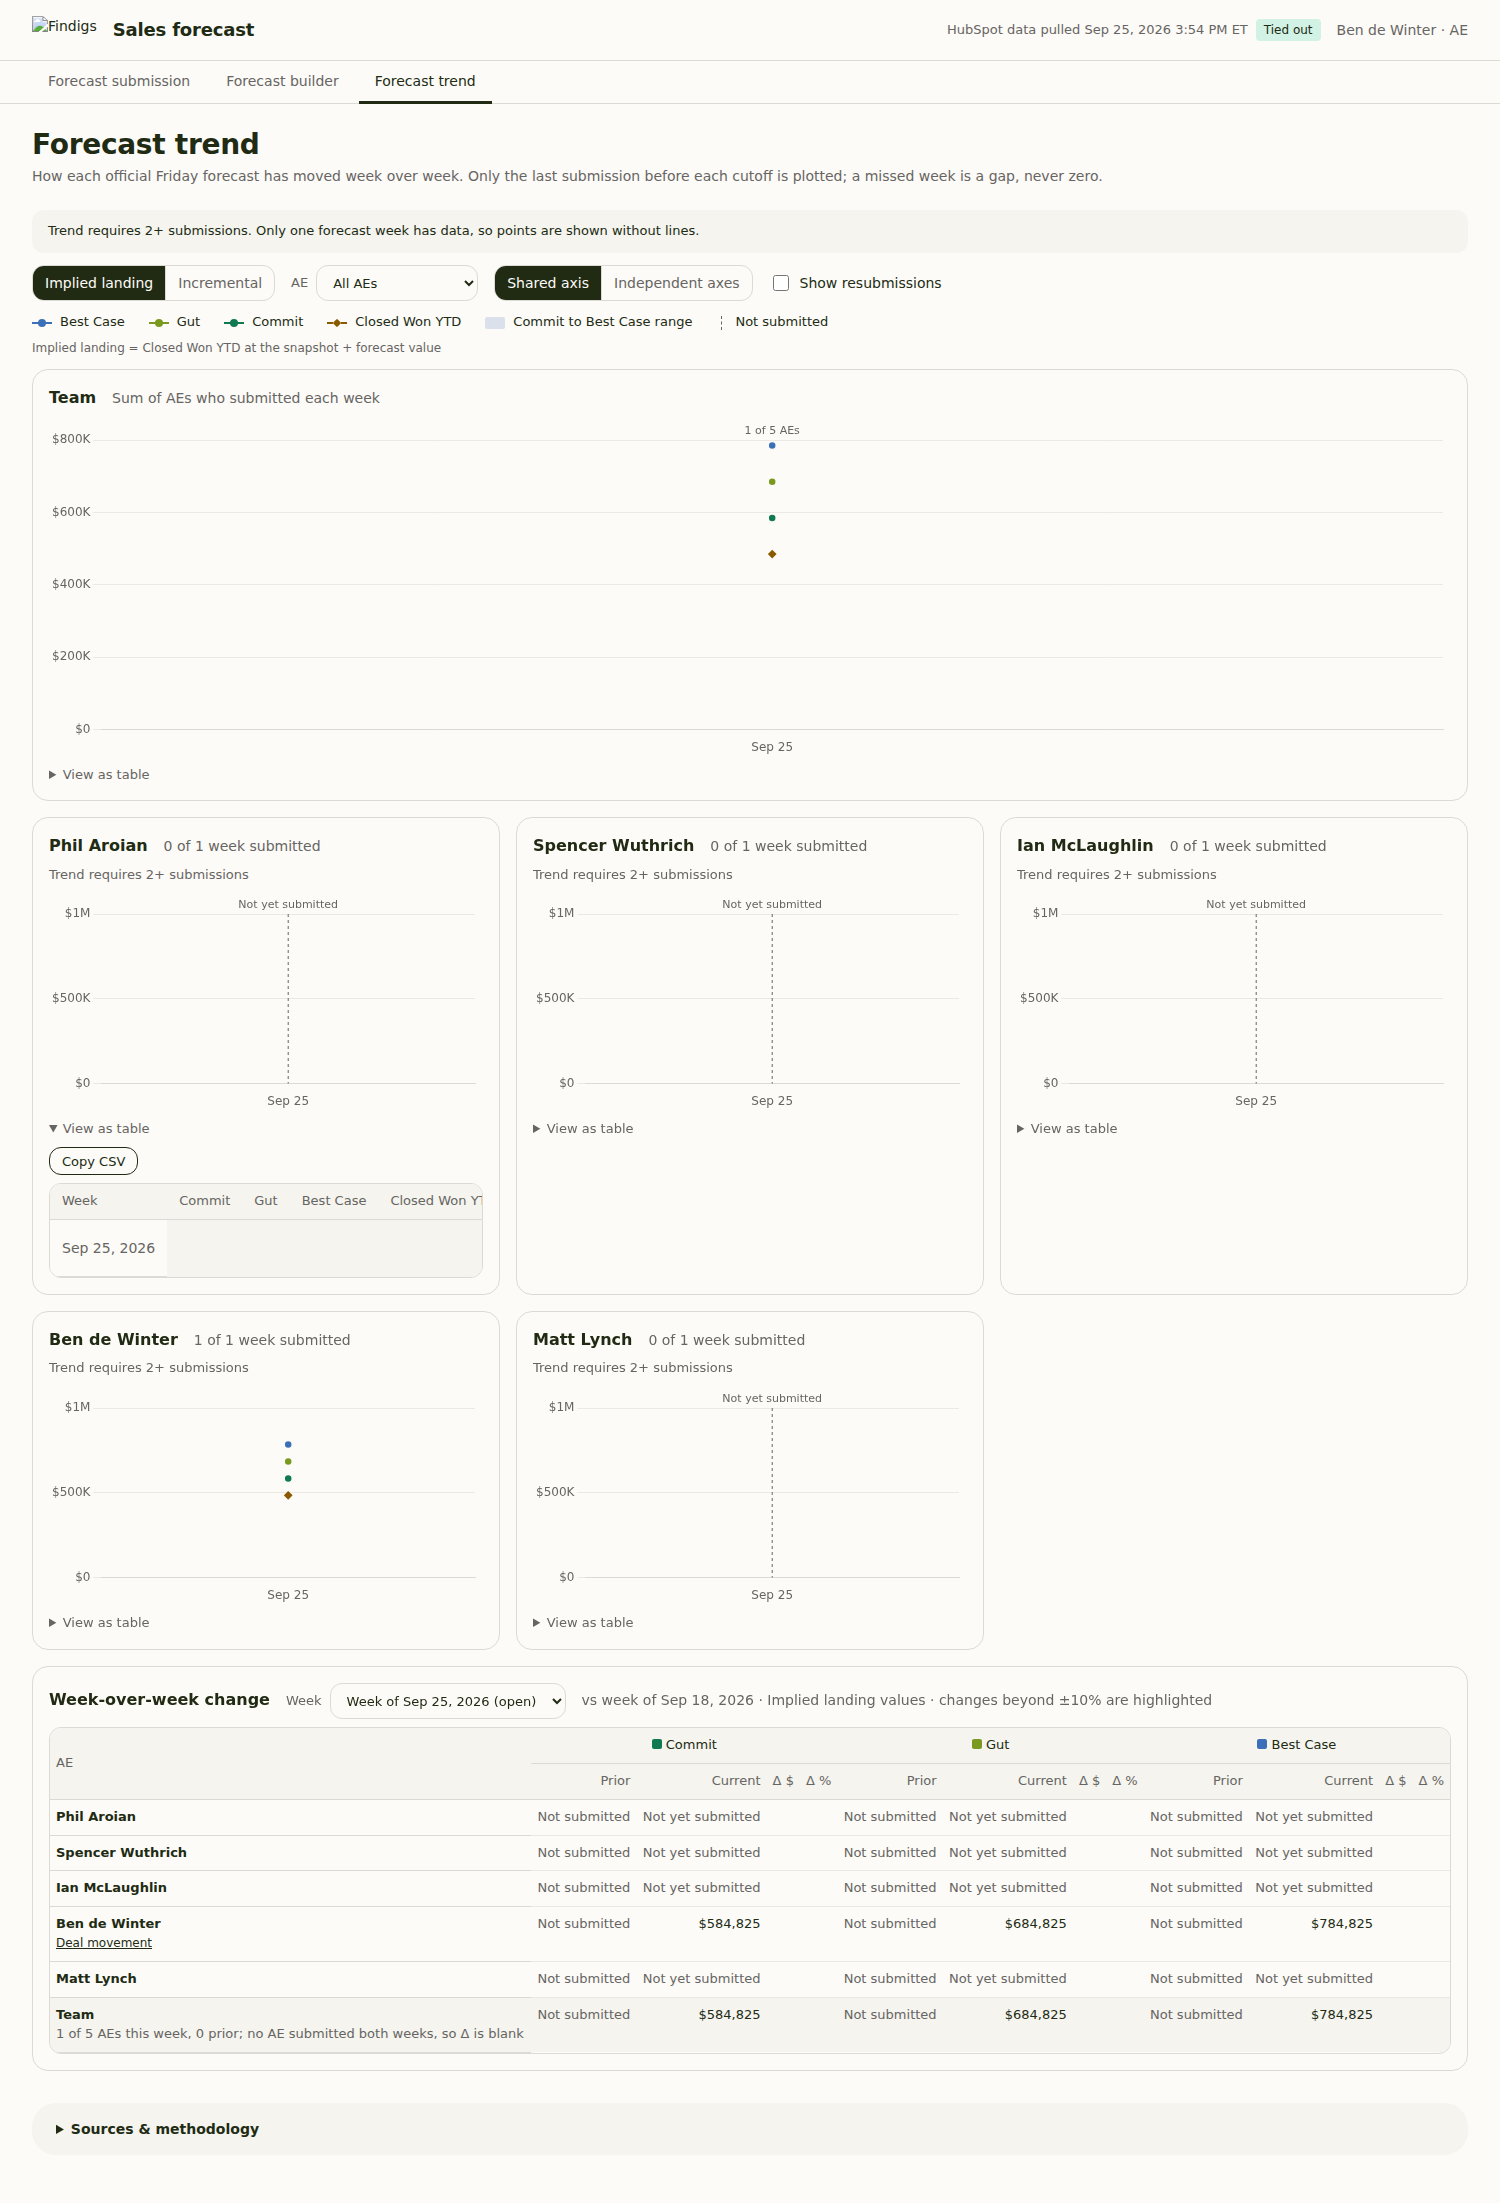 Findigs Sales forecast HubSpot data pulled Sep 25, 2026 3:54 PM ET Tied out Ben de Winter · AE
Forecast submission Forecast builder Forecast trend
Forecast trend
How each official Friday forecast has moved week over week. Only the last submission before each cutoff is plotted; a missed week is a gap, never zero.
Trend requires 2+ submissions. Only one forecast week has data, so points are shown without lines.
Implied landing Incremental AE All AEs Shared axis Independent axes Show resubmissions
Best Case Gut Commit Closed Won YTD Commit to Best Case range Not submitted
Implied landing = Closed Won YTD at the snapshot + forecast value
Team Sum of AEs who submitted each week
1 of 5 AEs
$800K
$600K
$400K
$200K
$0
Sep 25
View as table
Phil Aroian 0 of 1 week submitted
Trend requires 2+ submissions
Not yet submitted
$1M
$500K
$0
Sep 25
View as table
Copy CSV
Week Commit Gut Best Case Closed Won YT
Sep 25, 2026
Spencer Wuthrich 0 of 1 week submitted
Trend requires 2+ submissions
Not yet submitted
$1M
$500K
$0
Sep 25
View as table
Ian McLaughlin 0 of 1 week submitted
Trend requires 2+ submissions
Not yet submitted
$1M
$500K
$0
Sep 25
View as table
Ben de Winter 1 of 1 week submitted
Trend requires 2+ submissions
$1M
$500K
$0
Sep 25
View as table
Matt Lynch 0 of 1 week submitted
Trend requires 2+ submissions
Not yet submitted
$1M
$500K
$0
Sep 25
View as table
Week-over-week change Week Week of Sep 25, 2026 (open) vs week of Sep 18, 2026 · Implied landing values · changes beyond ±10% are highlighted
AE Commit Gut Best Case
Prior Current Δ $ Δ % Prior Current Δ $ Δ % Prior Current Δ $ Δ %
Phil Aroian Not submitted Not yet submitted Not submitted Not yet submitted Not submitted Not yet submitted
Spencer Wuthrich Not submitted Not yet submitted Not submitted Not yet submitted Not submitted Not yet submitted
Ian McLaughlin Not submitted Not yet submitted Not submitted Not yet submitted Not submitted Not yet submitted
Ben de Winter Not submitted $584,825 Not submitted $684,825 Not submitted $784,825
Deal movement
Matt Lynch Not submitted Not yet submitted Not submitted Not yet submitted Not submitted Not yet submitted
Team Not submitted $584,825 Not submitted $684,825 Not submitted $784,825
1 of 5 AEs this week, 0 prior; no AE submitted both weeks, so Δ is blank
Sources & methodology